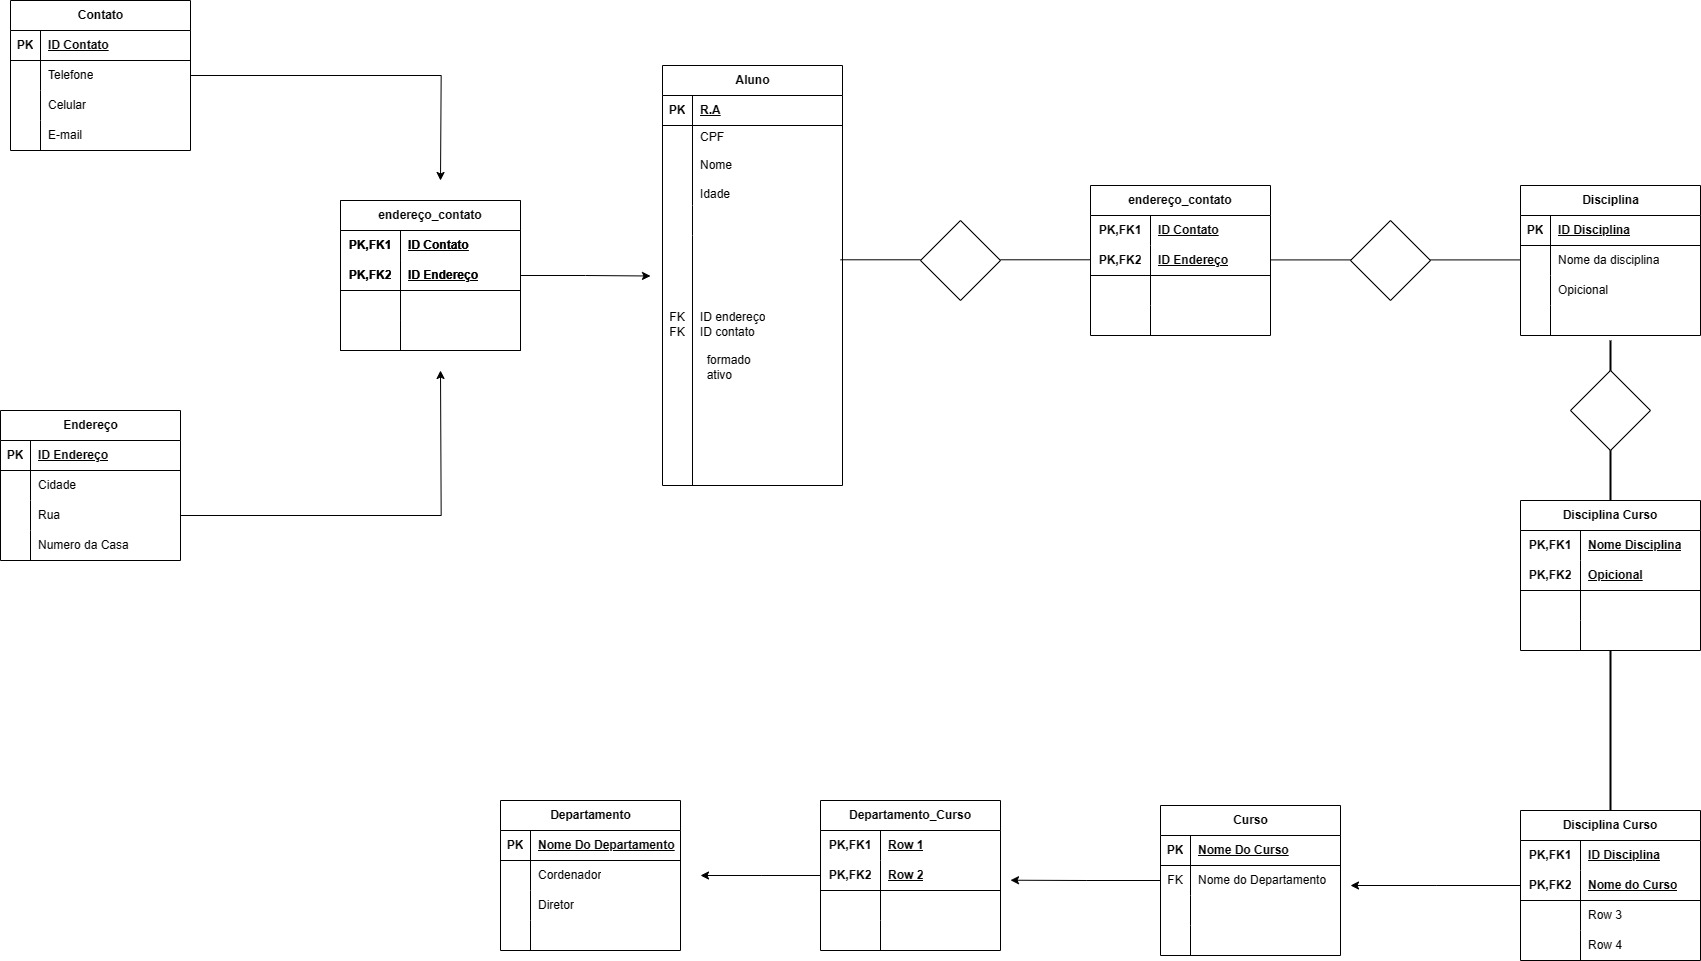 Contato
PK ID Contato
Telefone
Celular
E-mail
Aluno
PK R.A
CPF
Nome
Idade
FK ID endereço
FK ID contato
formado
ativo
endereço_contato
PK,FK1 ID Contato
PK,FK2 ID Endereço
endereço_contato
PK,FK1 ID Contato
PK,FK2 ID Endereço
Disciplina
PK ID Disciplina
Nome da disciplina
Opicional
Endereço
PK ID Endereço
Cidade
Rua
Numero da Casa
Disciplina Curso
PK,FK1 Nome Disciplina
PK,FK2 Opicional
Departamento
PK Nome Do Departamento
Cordenador
Diretor
Departamento_Curso
PK,FK1 Row 1
PK,FK2 Row 2
Curso
PK Nome Do Curso
FK Nome do Departamento
Disciplina Curso
PK,FK1 ID Disciplina
PK,FK2 Nome do Curso
Row 3
Row 4